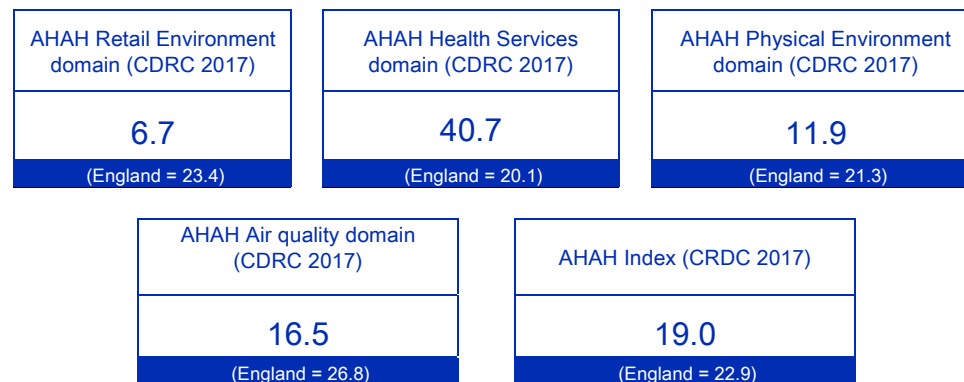 AHAH Retail Environment
domain (CDRC 2017)
6.7
(England = 23.4)
AHAH Health Services
domain (CDRC 2017)
40.7
(England = 20.1)
AHAH Physical Environment
domain (CDRC 2017)
11.9
(England = 21.3)
AHAH Air quality domain
(CDRC 2017)
16.5
(England = 26.8)
AHAH Index (CRDC 2017)
19.0
(England = 22.9)